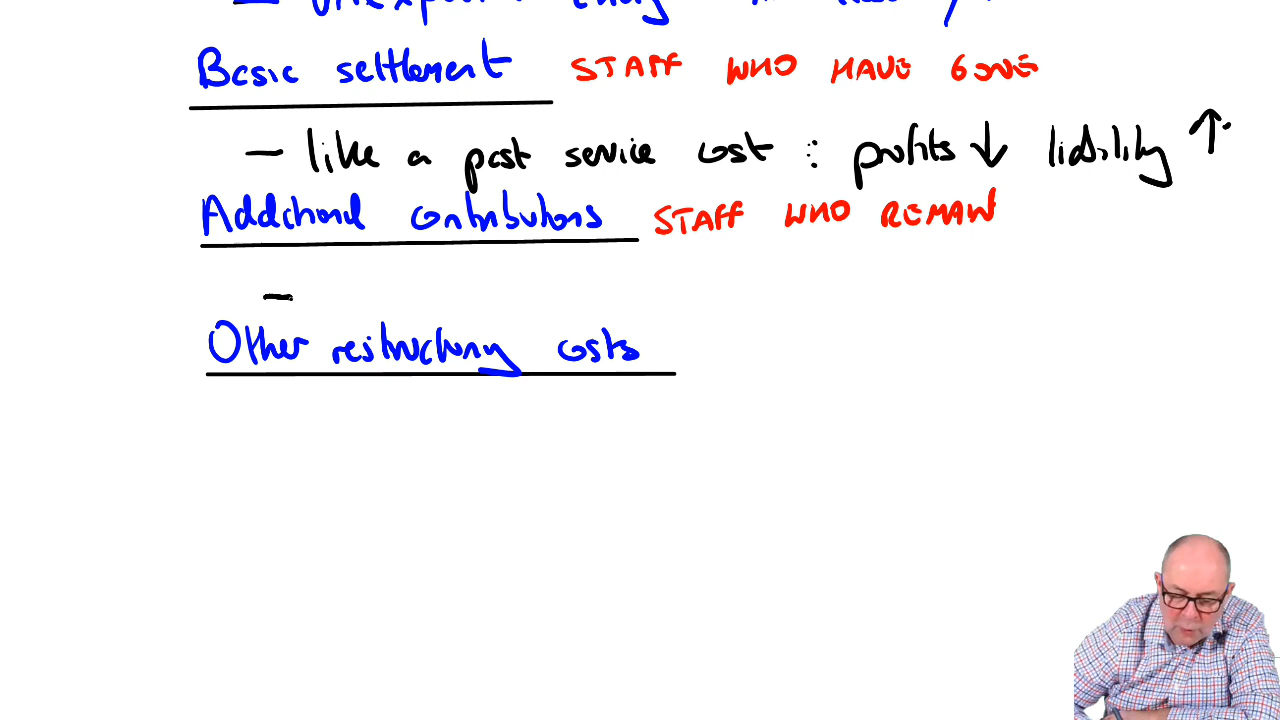 Basic settlement STAFF WHO HAVE GONE
– like a past service cost ∴ profits ↓ liability ↑
Additional contributions STAFF WHO REMAIN
–
Other restructuring costs